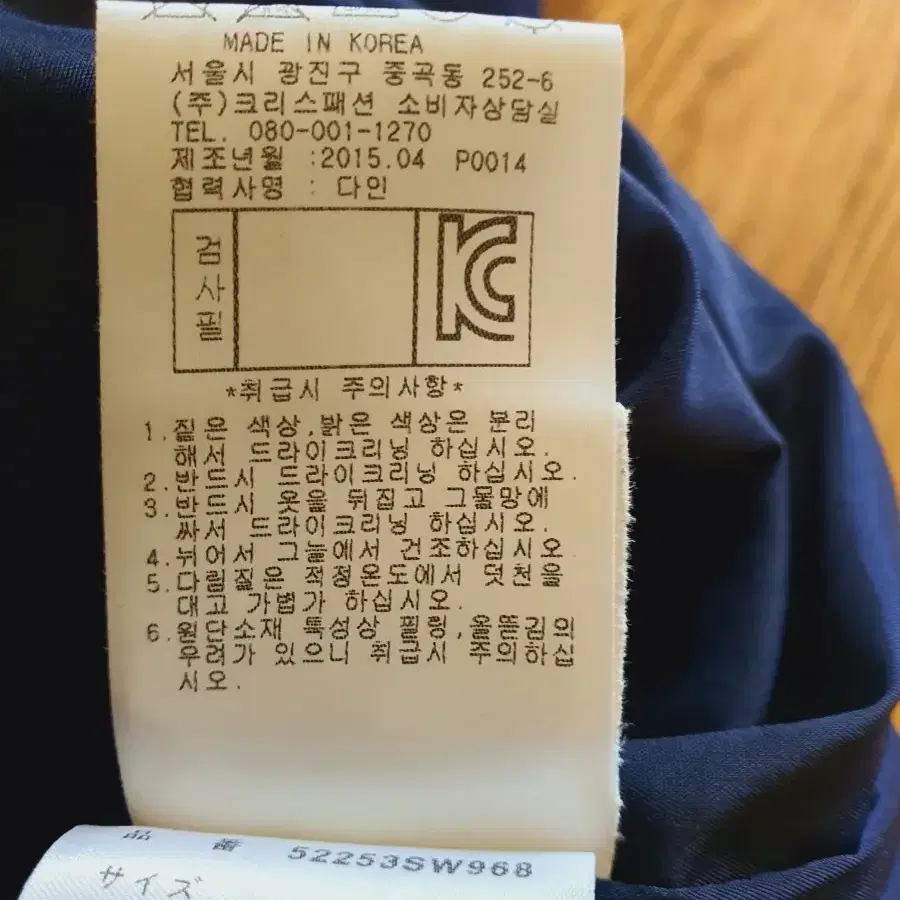 MADE IN KOREA
서울시 광진구 중곡동 252-6
(주)크리스패션 소비자상담실
TEL. 080-001-1270
제조년월 :2015.04 P0014
협력사명 : 다인
검사필
KC
*취급시 주의사항*
1.짙은 색상,밝은 색상은 분리
해서 드라이크리닝 하십시오.
2.반드시 드라이크리닝 하십시오.
3.반드시 옷을 뒤집고 그물망에
싸서 드라이크리닝 하십시오.
4.뉘어서 그늘에서 건조하십시오
5.다림질은 적정온도에서 덧천을
대고 가볍가 하십시오.
6.원단소재 특성상 필링,올뜯김의
우려가 있으니 취급시 주의하십
시오.
品 番 52253SW968
サイズ